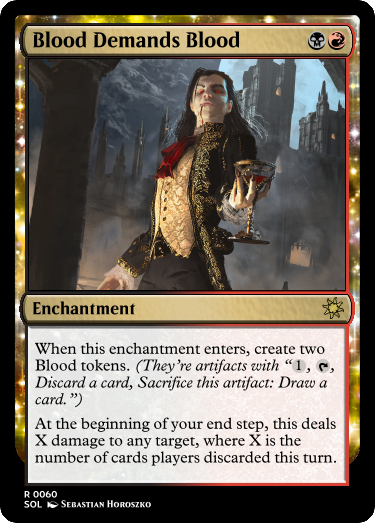 Blood Demands Blood
Enchantment
When this enchantment enters, create two
Blood tokens. (They're artifacts with “1, ,
Discard a card, Sacrifice this artifact: Draw a
card.”)
At the beginning of your end step, this deals
X damage to any target, where X is the
number of cards players discarded this turn.
R 0060
SOL Sebastian Horoszko